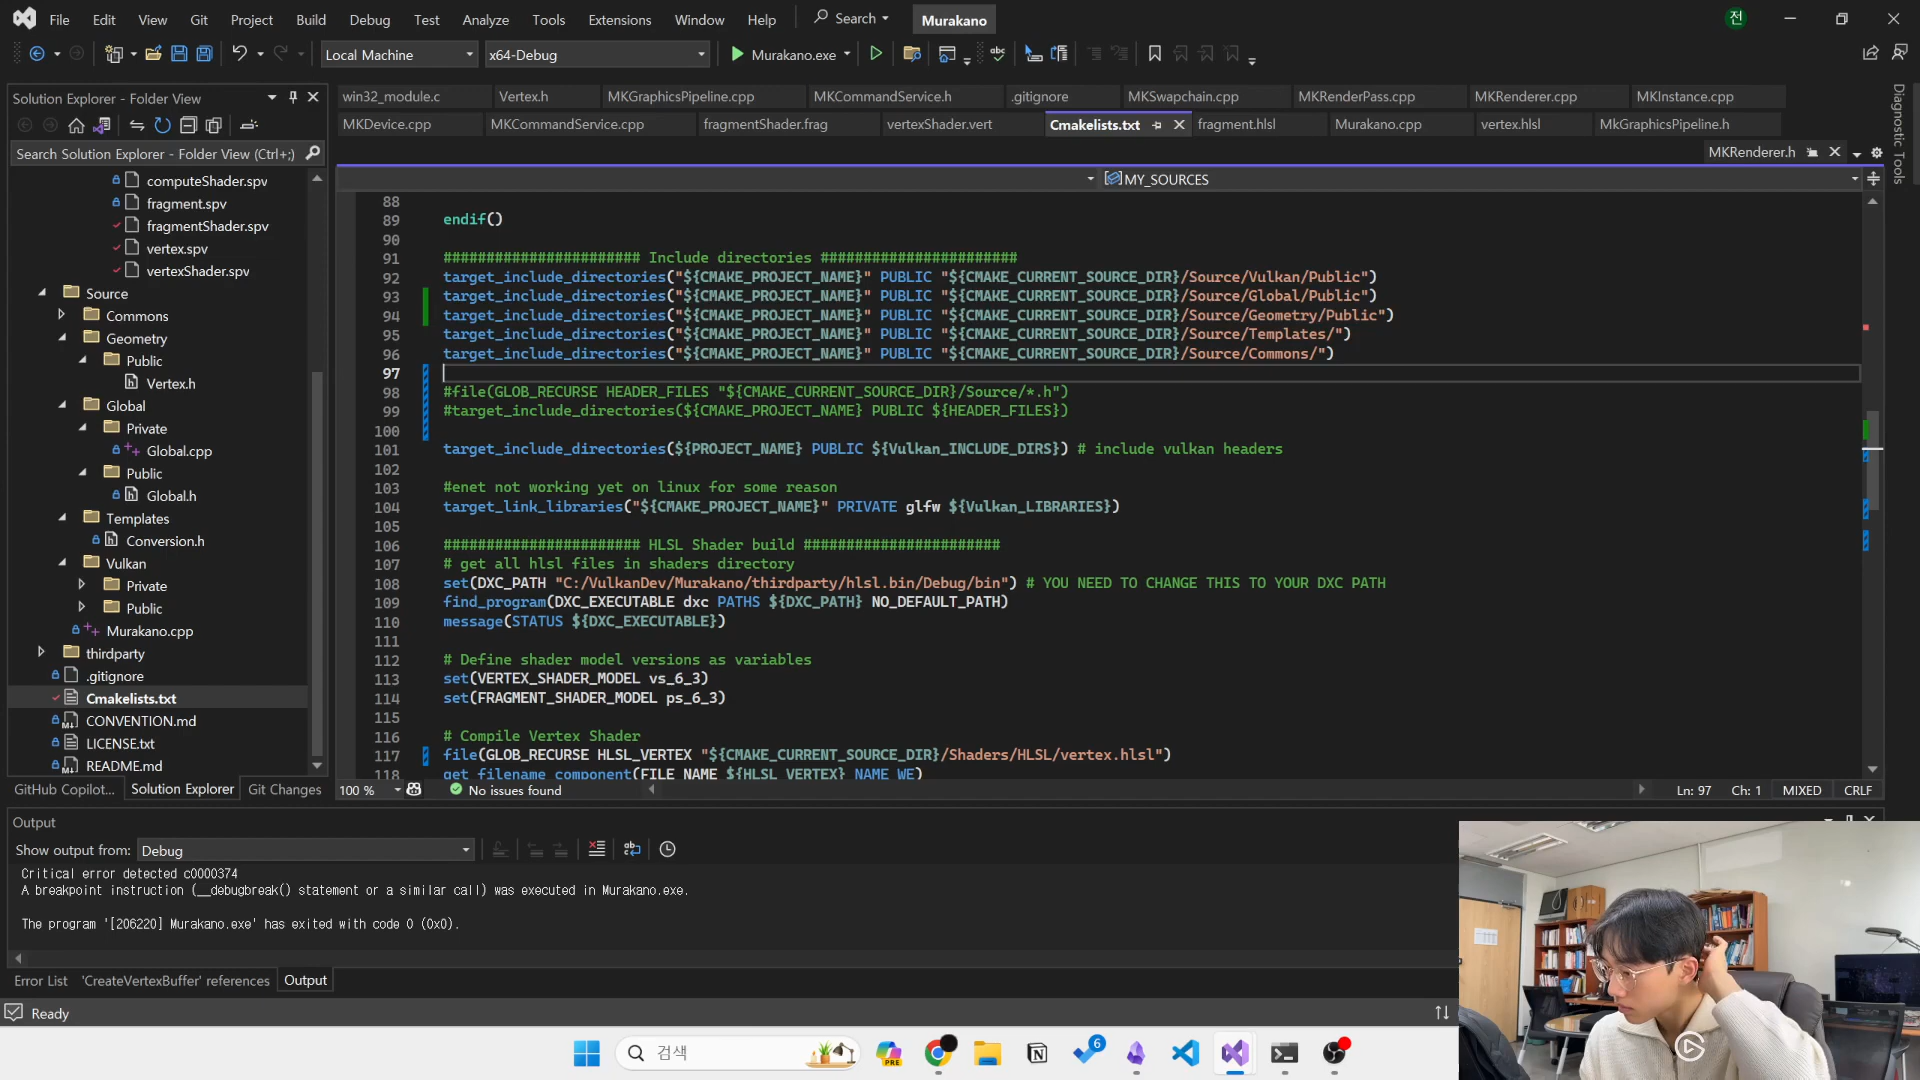 File Edit View Git Project Build Debug Test Analyze Tools Extensions Window Help Search Murakano 전
Local Machine x64-Debug Murakano.exe
Solution Explorer - Folder View
Search Solution Explorer - Folder View (Ctrl+;)
computeShader.spv
fragment.spv
fragmentShader.spv
vertex.spv
vertexShader.spv
Source
Commons
Geometry
Public
Vertex.h
Global
Private
Global.cpp
Public
Global.h
Templates
Conversion.h
Vulkan
Private
Public
Murakano.cpp
thirdparty
.gitignore
Cmakelists.txt
CONVENTION.md
LICENSE.txt
README.md
GitHub Copilot... Solution Explorer Git Changes
win32_module.c Vertex.h MKGraphicsPipeline.cpp MKCommandService.h .gitignore MKSwapchain.cpp MKRenderPass.cpp MKRenderer.cpp MKInstance.cpp
MKDevice.cpp MKCommandService.cpp fragmentShader.frag vertexShader.vert Cmakelists.txt fragment.hlsl Murakano.cpp vertex.hlsl MkGraphicsPipeline.h
MKRenderer.h
MY_SOURCES
Diagnostic Tools
88
89 endif()
90
91 ####################### Include directories #######################
92 target_include_directories("${CMAKE_PROJECT_NAME}" PUBLIC "${CMAKE_CURRENT_SOURCE_DIR}/Source/Vulkan/Public")
93 target_include_directories("${CMAKE_PROJECT_NAME}" PUBLIC "${CMAKE_CURRENT_SOURCE_DIR}/Source/Global/Public")
94 target_include_directories("${CMAKE_PROJECT_NAME}" PUBLIC "${CMAKE_CURRENT_SOURCE_DIR}/Source/Geometry/Public")
95 target_include_directories("${CMAKE_PROJECT_NAME}" PUBLIC "${CMAKE_CURRENT_SOURCE_DIR}/Source/Templates/")
96 target_include_directories("${CMAKE_PROJECT_NAME}" PUBLIC "${CMAKE_CURRENT_SOURCE_DIR}/Source/Commons/")
97
98 #file(GLOB_RECURSE HEADER_FILES "${CMAKE_CURRENT_SOURCE_DIR}/Source/*.h")
99 #target_include_directories(${CMAKE_PROJECT_NAME} PUBLIC ${HEADER_FILES})
100
101 target_include_directories(${PROJECT_NAME} PUBLIC ${Vulkan_INCLUDE_DIRS}) # include vulkan headers
102
103 #enet not working yet on linux for some reason
104 target_link_libraries("${CMAKE_PROJECT_NAME}" PRIVATE glfw ${Vulkan_LIBRARIES})
105
106 ####################### HLSL Shader build #######################
107 # get all hlsl files in shaders directory
108 set(DXC_PATH "C:/VulkanDev/Murakano/thirdparty/hlsl.bin/Debug/bin") # YOU NEED TO CHANGE THIS TO YOUR DXC PATH
109 find_program(DXC_EXECUTABLE dxc PATHS ${DXC_PATH} NO_DEFAULT_PATH)
110 message(STATUS ${DXC_EXECUTABLE})
111
112 # Define shader model versions as variables
113 set(VERTEX_SHADER_MODEL vs_6_3)
114 set(FRAGMENT_SHADER_MODEL ps_6_3)
115
116 # Compile Vertex Shader
117 file(GLOB_RECURSE HLSL_VERTEX "${CMAKE_CURRENT_SOURCE_DIR}/Shaders/HLSL/vertex.hlsl")
118 get_filename_component(FILE_NAME ${HLSL_VERTEX} NAME_WE)
100 % No issues found Ln: 97 Ch: 1 MIXED CRLF
Output
Show output from: Debug
Critical error detected c0000374
A breakpoint instruction (__debugbreak() statement or a similar call) was executed in Murakano.exe.
The program '[206220] Murakano.exe' has exited with code 0 (0x0).
Error List 'CreateVertexBuffer' references Output
Ready
검색
PRE
6